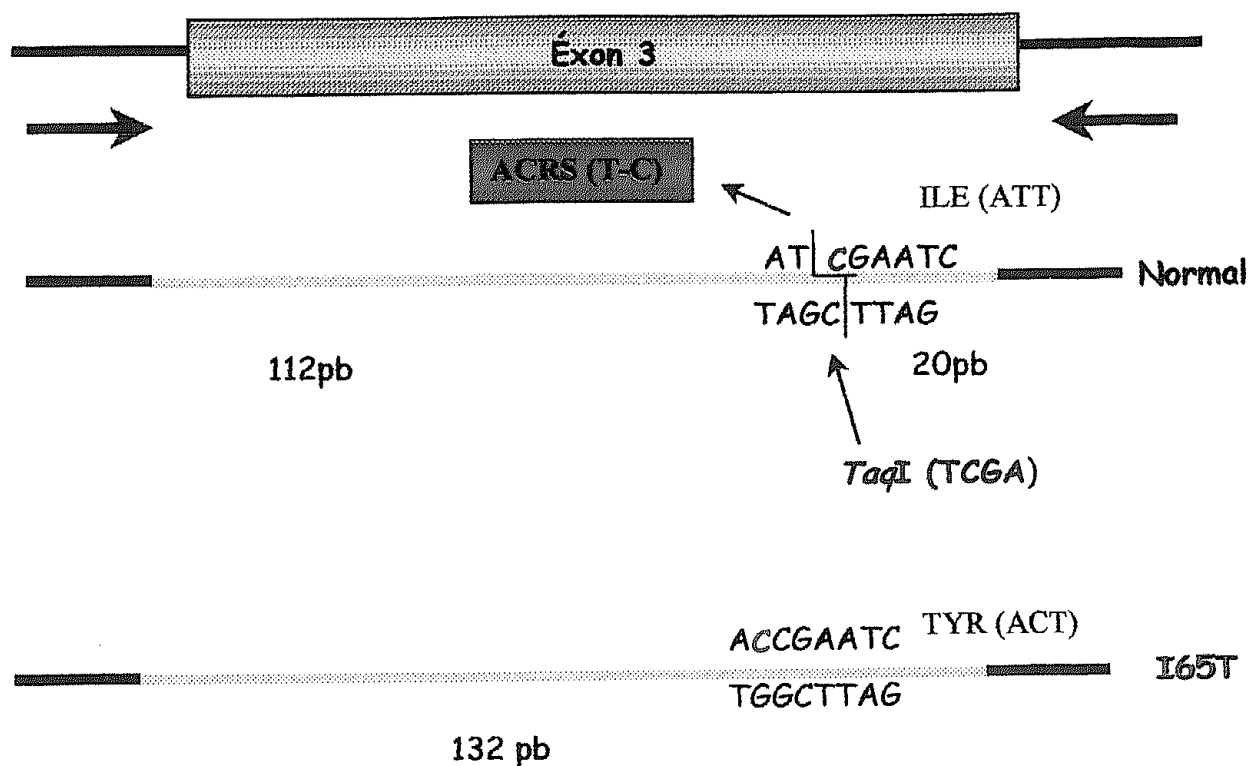 Éxon 3
ACRS (T-C)
ILE (ATT)
AT CGAATC
Normal
TAGC TTAG
112pb
20pb
TaqI (TCGA)
ACCGAATC
TYR (ACT)
I65T
TGGCTTAG
132 pb